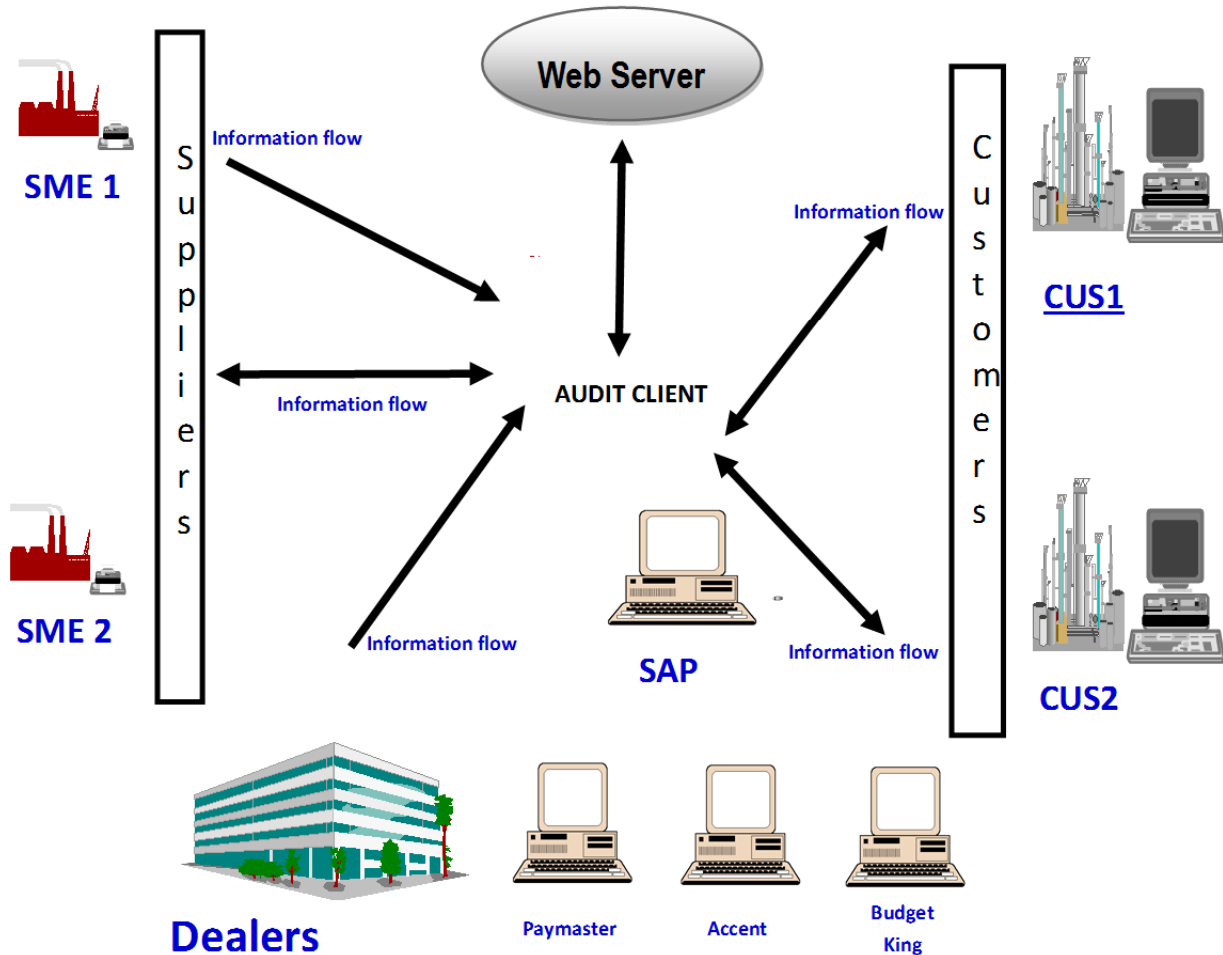 Web Server
Suppliers
Customers
Information flow
SME 1
Information flow
CUS1
AUDIT CLIENT
Information flow
SME 2
Information flow
SAP
Information flow
CUS2
Dealers
Paymaster
Accent
Budget
King